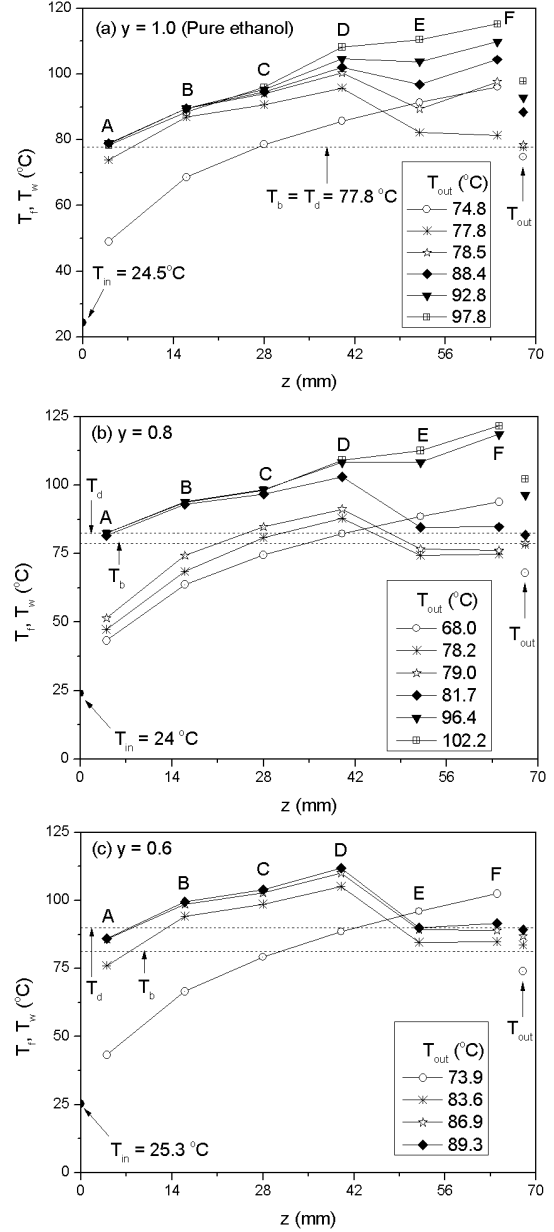 (a) y = 1.0 (Pure ethanol)
120
100
80
60
40
20
T_f, T_w (°C)
A
B
C
D
E
F
T_b = T_d = 77.8 °C
T_in = 24.5°C
T_out
T_out (°C)
74.8
77.8
78.5
88.4
92.8
97.8
0 14 28 42 56 70
z (mm)
(b) y = 0.8
125
100
75
50
25
0
T_f, T_w (°C)
A
B
C
D
E
F
T_d
T_b
T_in = 24 °C
T_out
T_out (°C)
68.0
78.2
79.0
81.7
96.4
102.2
0 14 28 42 56 70
z (mm)
(c) y = 0.6
125
100
75
50
25
0
T_f, T_w (°C)
A
B
C
D
E
F
T_d
T_b
T_in = 25.3 °C
T_out
T_out (°C)
73.9
83.6
86.9
89.3
0 14 28 42 56 70
z (mm)